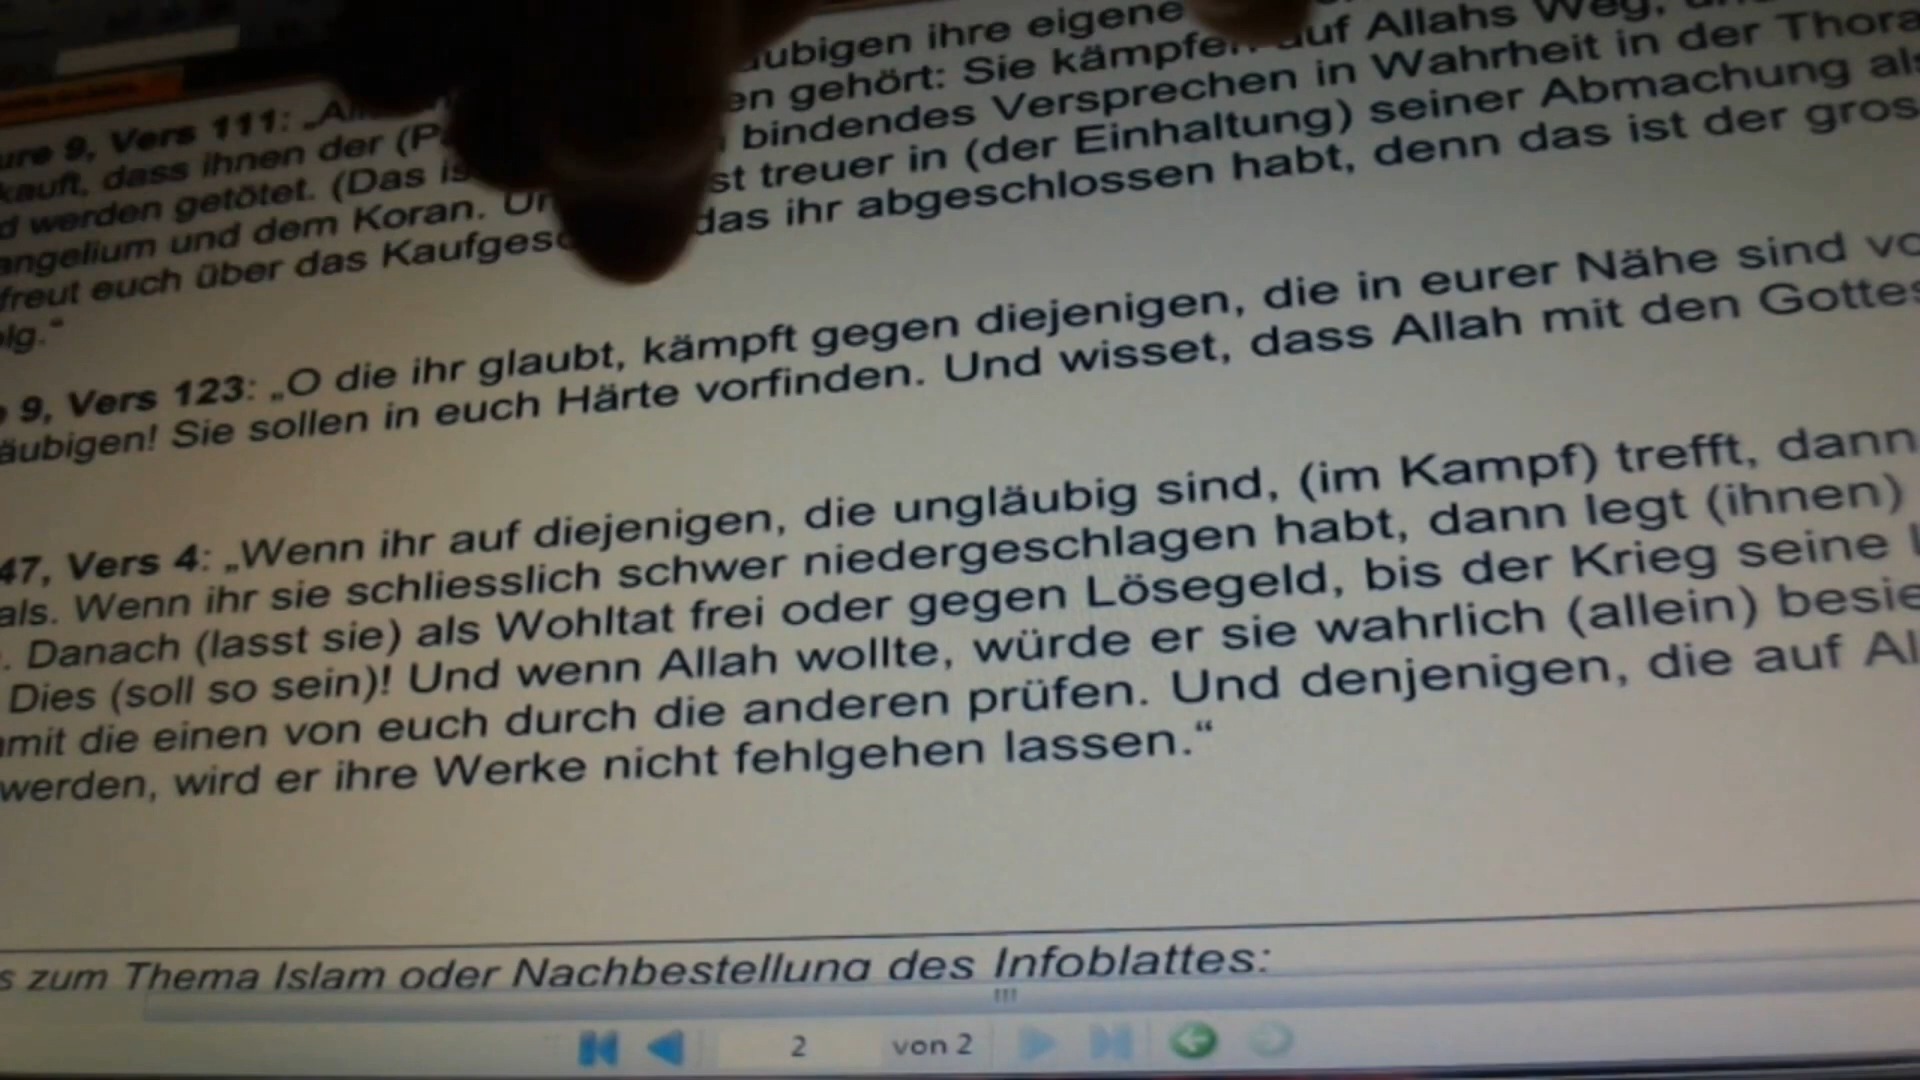 ubigen ihre eigene
ure 9, Vers 111: „Al en gehört: Sie kämpfen auf Allahs Weg,
kauft, dass ihnen der (P bindendes Versprechen in Wahrheit in der Thora
d werden getötet. (Das is st treuer in (der Einhaltung) seiner Abmachung als
angelium und dem Koran. Un das ihr abgeschlossen habt, denn das ist der gros
freut euch über das Kaufgesc
lg.“
9, Vers 123: „O die ihr glaubt, kämpft gegen diejenigen, die in eurer Nähe sind vo
äubigen! Sie sollen in euch Härte vorfinden. Und wisset, dass Allah mit den Gottes
47, Vers 4: „Wenn ihr auf diejenigen, die ungläubig sind, (im Kampf) trefft, dann
als. Wenn ihr sie schliesslich schwer niedergeschlagen habt, dann legt (ihnen)
. Danach (lasst sie) als Wohltat frei oder gegen Lösegeld, bis der Krieg seine
Dies (soll so sein)! Und wenn Allah wollte, würde er sie wahrlich (allein) besie
mit die einen von euch durch die anderen prüfen. Und denjenigen, die auf Al
werden, wird er ihre Werke nicht fehlgehen lassen.“
s zum Thema Islam oder Nachbestellung des Infoblattes:
2 von 2